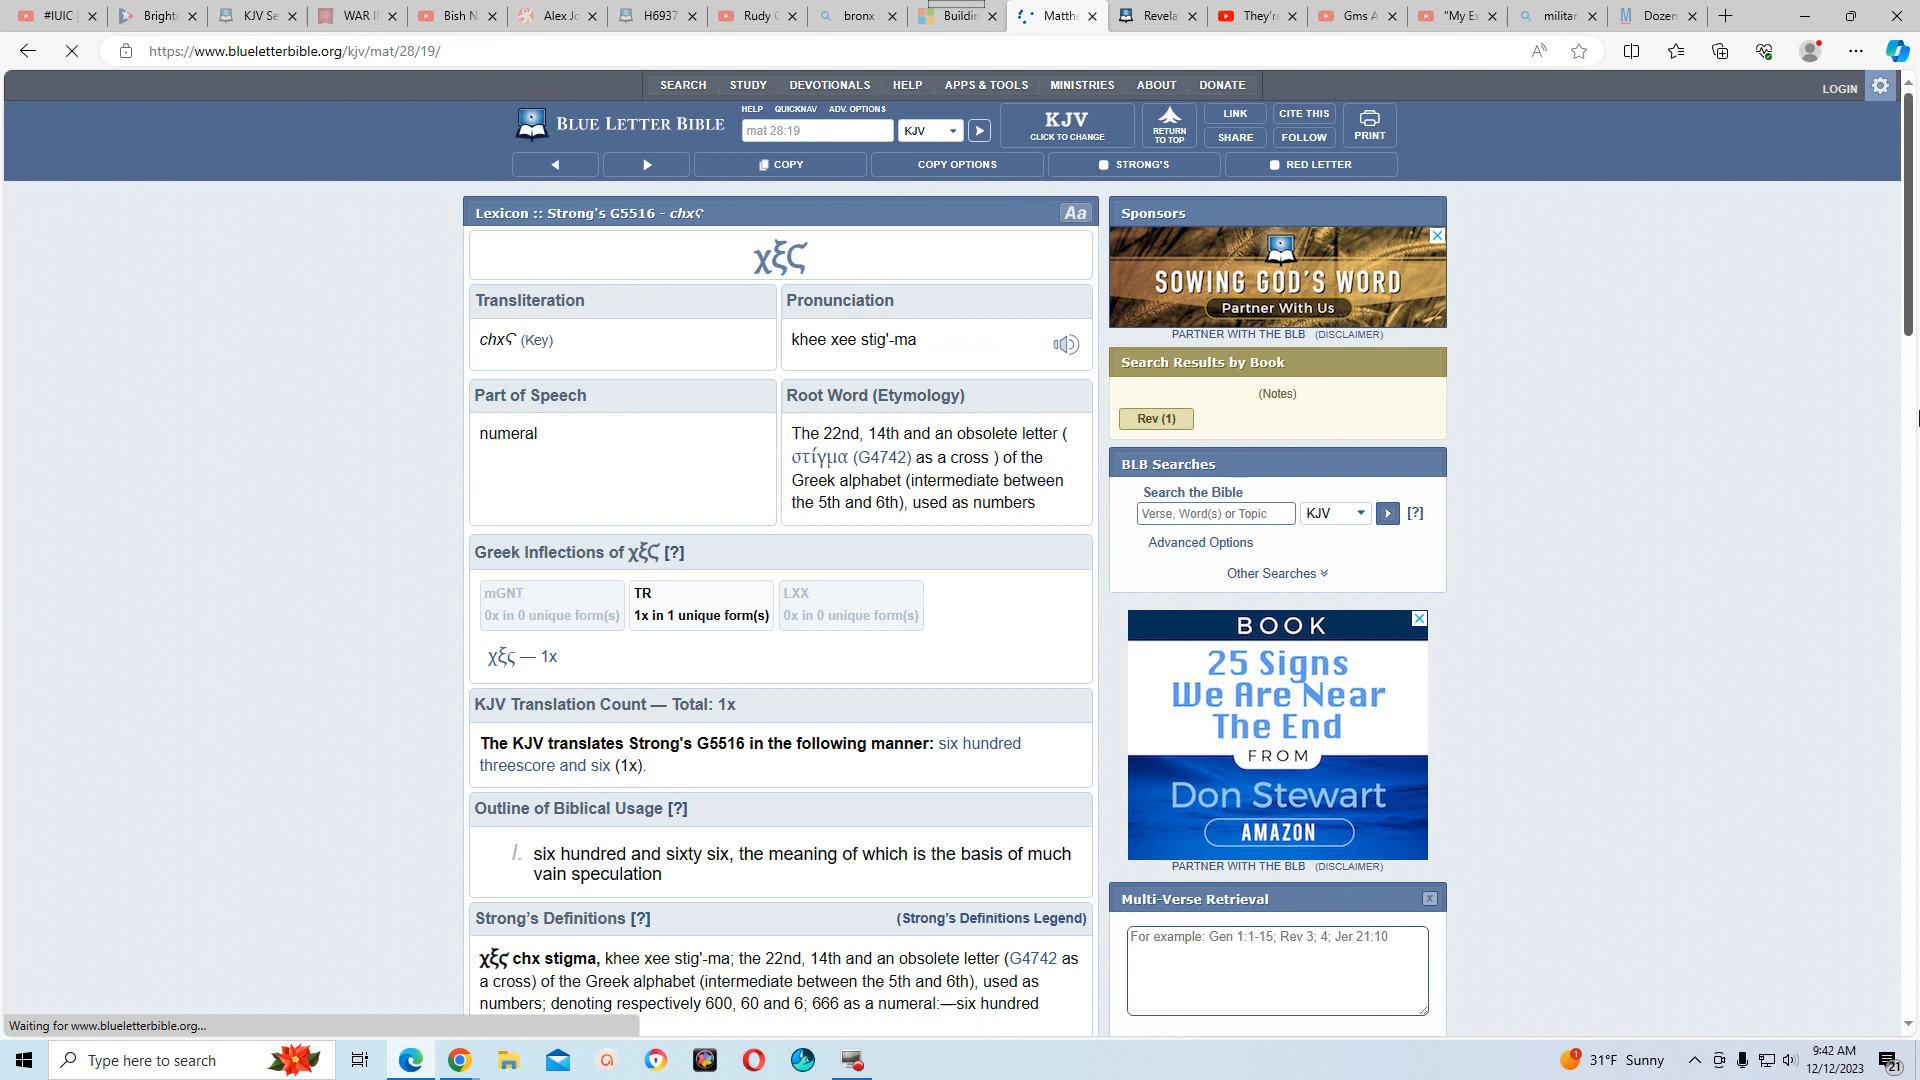 #IUIC
Brighte
KJV Se
WAR I
Bish N
Alex Jo
H6937
Rudy G
bronx
Buildin
Matthe
Revela
They're
Gms A
"My Ex
militar
Dozen
https://www.blueletterbible.org/kjv/mat/28/19/
SEARCH STUDY DEVOTIONALS HELP APPS & TOOLS MINISTRIES ABOUT DONATE
LOGIN
BLUE LETTER BIBLE
HELP QUICKNAV ADV. OPTIONS
mat 28:19 KJV
KJV
CLICK TO CHANGE
RETURN
TO TOP
LINK CITE THIS
SHARE FOLLOW
PRINT
COPY COPY OPTIONS STRONG'S RED LETTER
Lexicon :: Strong's G5516 - chxϚ
Aa
χξϚ
Transliteration
chxϚ (Key)
Pronunciation
khee xee stig'-ma
Part of Speech
numeral
Root Word (Etymology)
The 22nd, 14th and an obsolete letter (
στίγμα (G4742) as a cross ) of the
Greek alphabet (intermediate between
the 5th and 6th), used as numbers
Greek Inflections of χξϚ [?]
mGNT
0x in 0 unique form(s)
TR
1x in 1 unique form(s)
LXX
0x in 0 unique form(s)
χξς — 1x
KJV Translation Count — Total: 1x
The KJV translates Strong's G5516 in the following manner: six hundred
threescore and six (1x).
Outline of Biblical Usage [?]
I. six hundred and sixty six, the meaning of which is the basis of much
vain speculation
Strong's Definitions [?] (Strong's Definitions Legend)
χξς chx stigma, khee xee stig'-ma; the 22nd, 14th and an obsolete letter (G4742 as
a cross) of the Greek alphabet (intermediate between the 5th and 6th), used as
numbers; denoting respectively 600, 60 and 6; 666 as a numeral:—six hundred
Sponsors
SOWING GOD'S WORD
Partner With Us
PARTNER WITH THE BLB (DISCLAIMER)
Search Results by Book
(Notes)
Rev (1)
BLB Searches
Search the Bible
Verse, Word(s) or Topic KJV [?]
Advanced Options
Other Searches
BOOK
25 Signs
We Are Near
The End
FROM
Don Stewart
AMAZON
PARTNER WITH THE BLB (DISCLAIMER)
Multi-Verse Retrieval x
For example: Gen 1:1-15; Rev 3; 4; Jer 21:10
Waiting for www.blueletterbible.org...
Type here to search
1
31°F Sunny
9:42 AM
12/12/2023
21